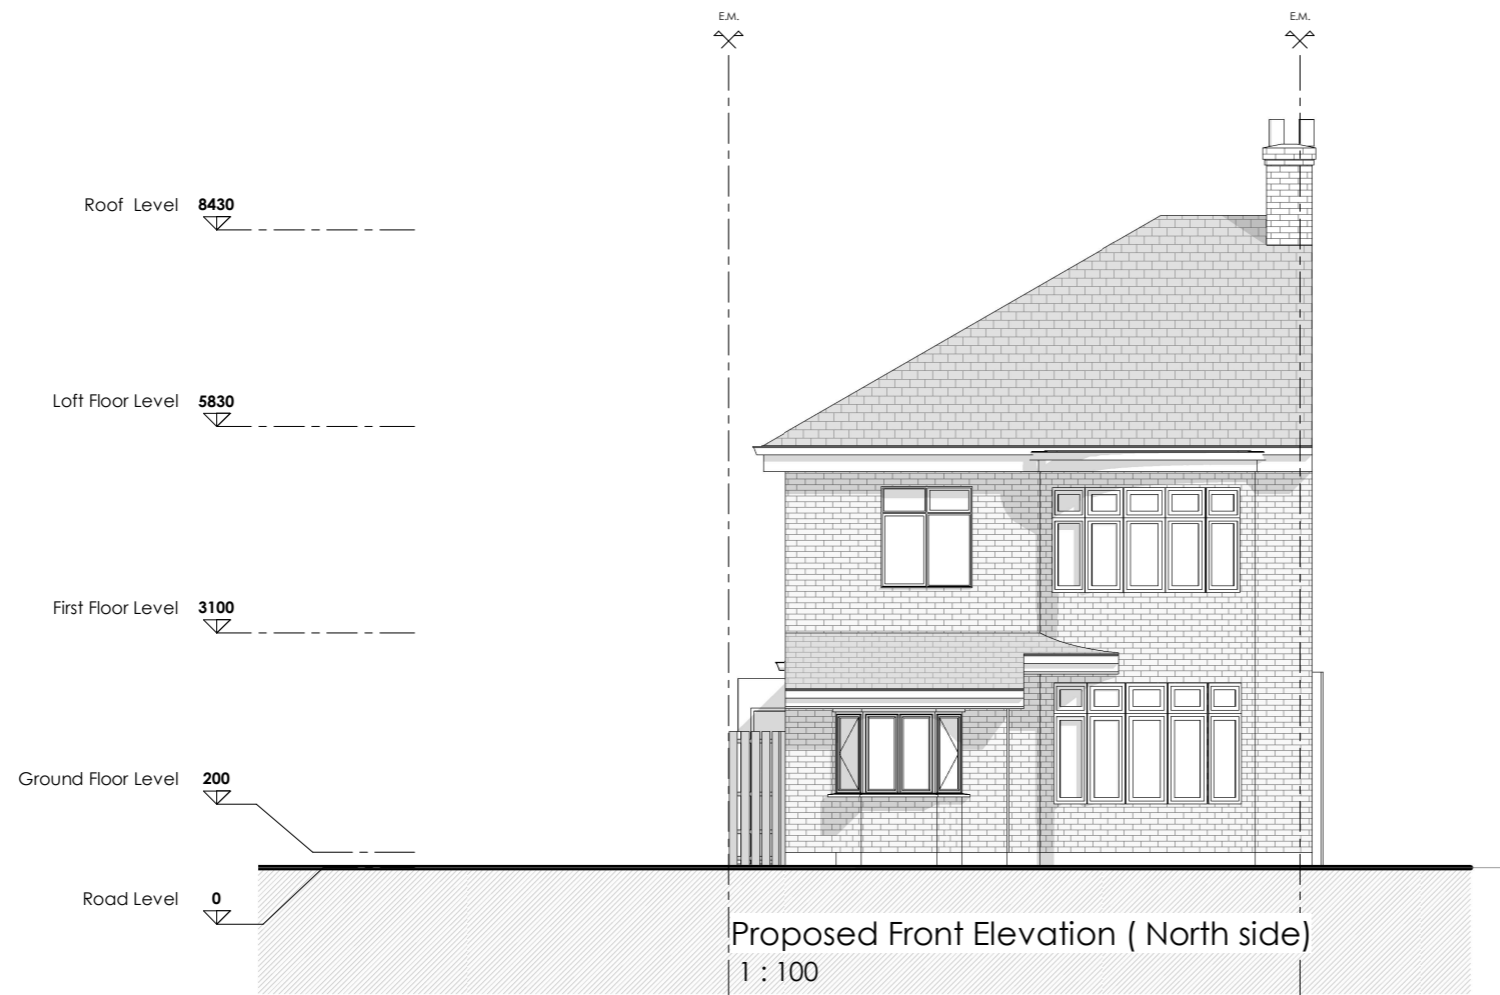 E.M.
E.M.
Roof Level 8430
Loft Floor Level 5830
First Floor Level 3100
Ground Floor Level 200
Road Level 0
Proposed Front Elevation ( North side)
1 : 100